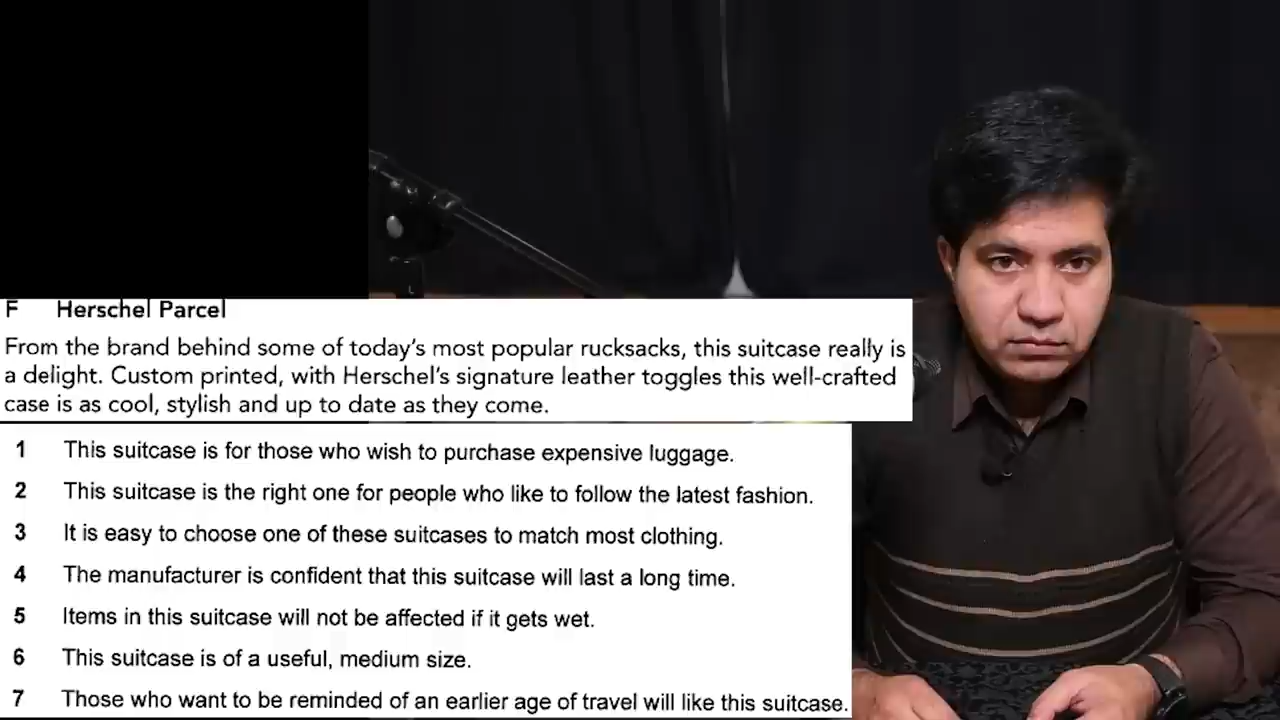 F Herschel Parcel
From the brand behind some of today's most popular rucksacks, this suitcase really is
a delight. Custom printed, with Herschel's signature leather toggles this well-crafted
case is as cool, stylish and up to date as they come.
1 This suitcase is for those who wish to purchase expensive luggage.
2 This suitcase is the right one for people who like to follow the latest fashion.
3 It is easy to choose one of these suitcases to match most clothing.
4 The manufacturer is confident that this suitcase will last a long time.
5 Items in this suitcase will not be affected if it gets wet.
6 This suitcase is of a useful, medium size.
7 Those who want to be reminded of an earlier age of travel will like this suitcase.